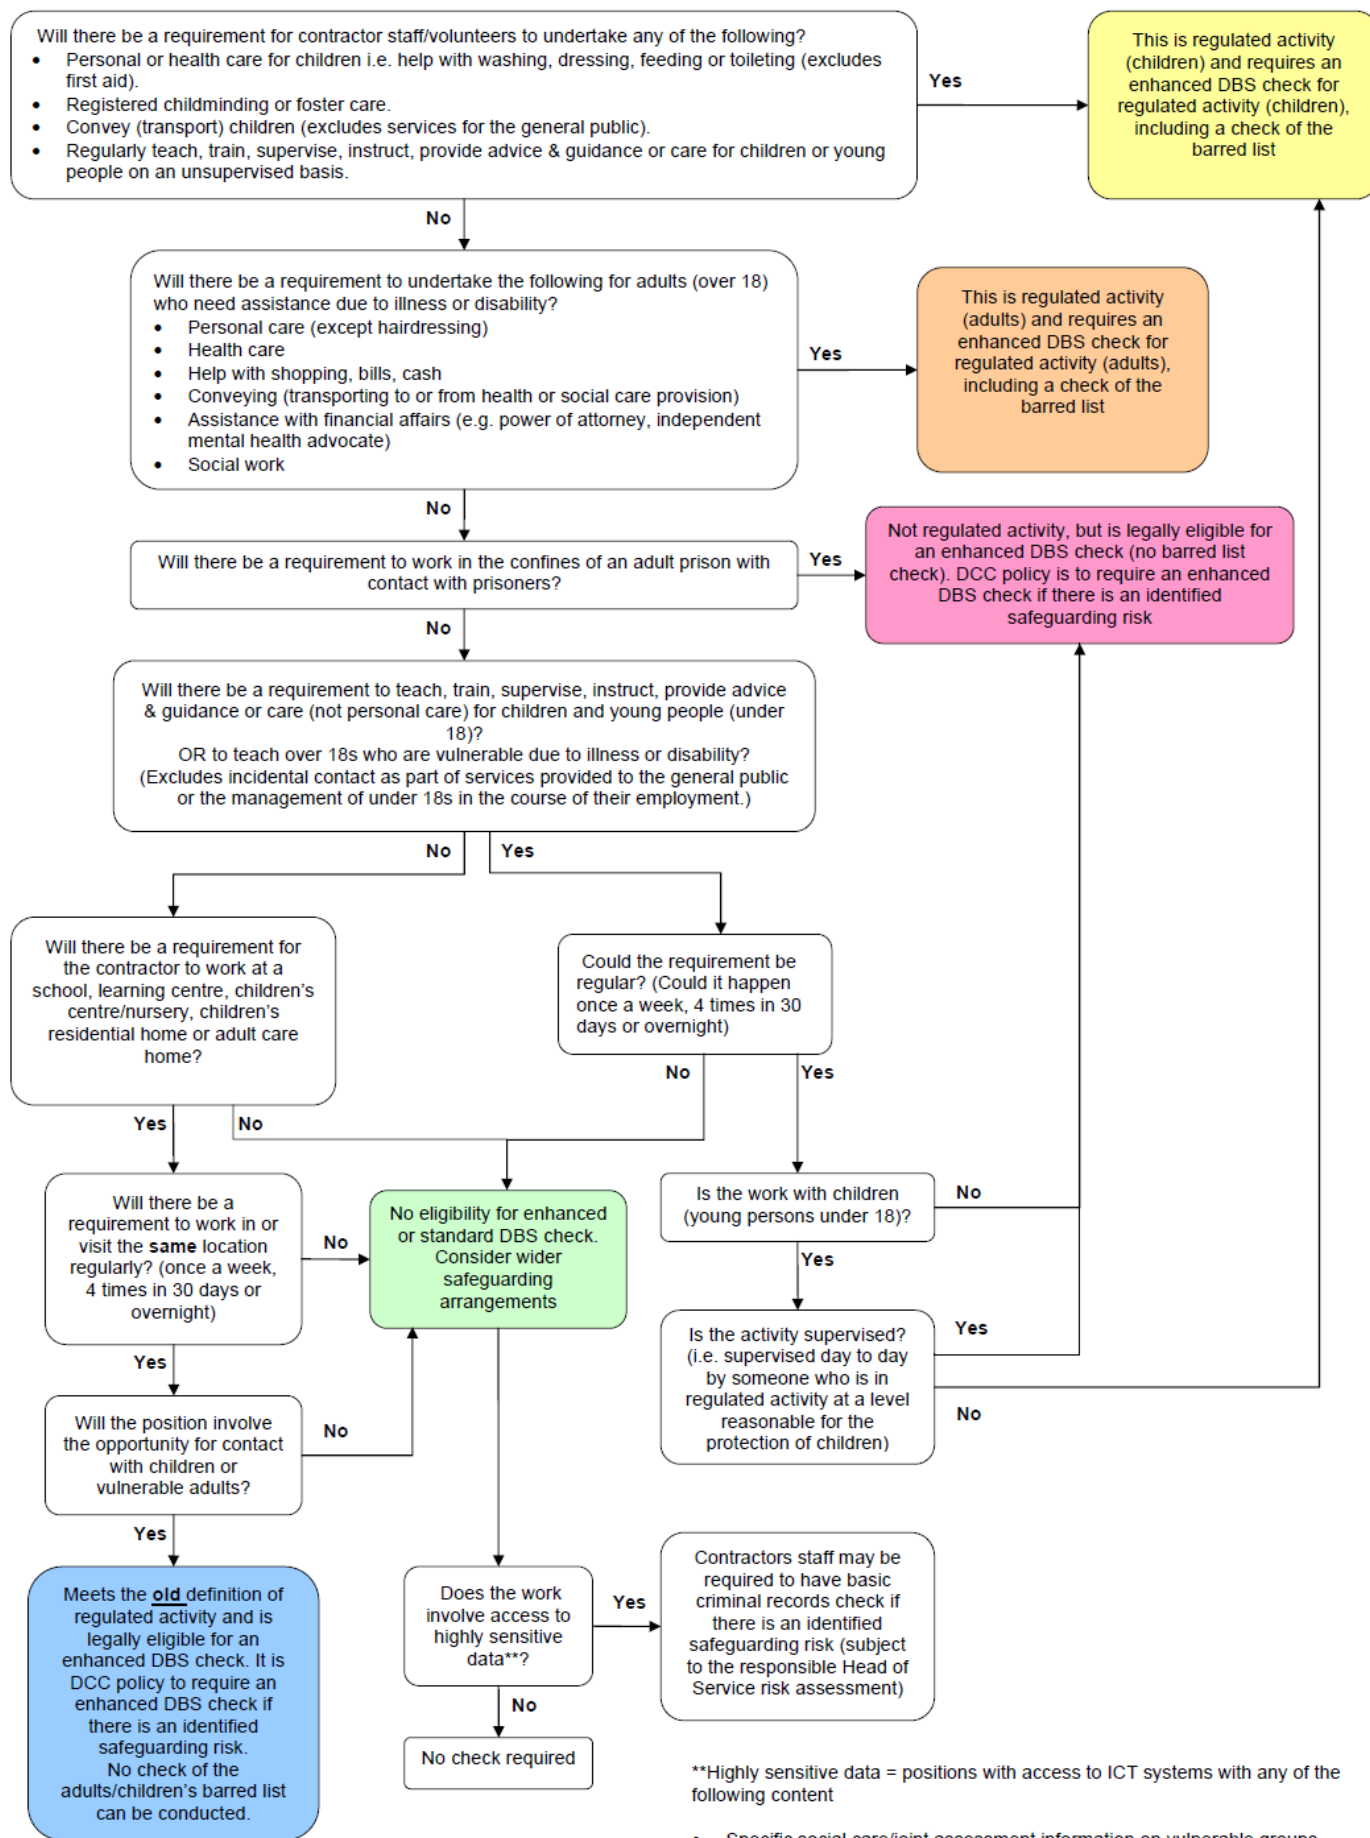 Will there be a requirement for contractor staff/volunteers to undertake any of the following?
• Personal or health care for children i.e. help with washing, dressing, feeding or toileting (excludes
first aid).
• Registered childminding or foster care.
• Convey (transport) children (excludes services for the general public).
• Regularly teach, train, supervise, instruct, provide advice & guidance or care for children or young
people on an unsupervised basis.
Yes
This is regulated activity
(children) and requires an
enhanced DBS check for
regulated activity (children),
including a check of the
barred list
No
Will there be a requirement to undertake the following for adults (over 18)
who need assistance due to illness or disability?
• Personal care (except hairdressing)
• Health care
• Help with shopping, bills, cash
• Conveying (transporting to or from health or social care provision)
• Assistance with financial affairs (e.g. power of attorney, independent
mental health advocate)
• Social work
Yes
This is regulated activity
(adults) and requires an
enhanced DBS check for
regulated activity (adults),
including a check of the
barred list
No
Will there be a requirement to work in the confines of an adult prison with
contact with prisoners?
Yes
Not regulated activity, but is legally eligible for
an enhanced DBS check (no barred list
check). DCC policy is to require an enhanced
DBS check if there is an identified
safeguarding risk
No
Will there be a requirement to teach, train, supervise, instruct, provide advice
& guidance or care (not personal care) for children and young people (under
18)?
OR to teach over 18s who are vulnerable due to illness or disability?
(Excludes incidental contact as part of services provided to the general public
or the management of under 18s in the course of their employment.)
No
Yes
Will there be a requirement for
the contractor to work at a
school, learning centre, children's
centre/nursery, children's
residential home or adult care
home?
Could the requirement be
regular? (Could it happen
once a week, 4 times in 30
days or overnight)
No
Yes
Yes
No
Will there be a
requirement to work in or
visit the same location
regularly? (once a week,
4 times in 30 days or
overnight)
No
No eligibility for enhanced
or standard DBS check.
Consider wider
safeguarding
arrangements
Is the work with children
(young persons under 18)?
No
Yes
Is the activity supervised?
(i.e. supervised day to day
by someone who is in
regulated activity at a level
reasonable for the
protection of children)
Yes
No
Yes
Will the position involve
the opportunity for contact
with children or
vulnerable adults?
No
Yes
Meets the old definition of
regulated activity and is
legally eligible for an
enhanced DBS check. It is
DCC policy to require an
enhanced DBS check if
there is an identified
safeguarding risk.
No check of the
adults/children's barred list
can be conducted.
Does the work
involve access to
highly sensitive
data**?
Yes
Contractors staff may be
required to have basic
criminal records check if
there is an identified
safeguarding risk (subject
to the responsible Head of
Service risk assessment)
No
No check required
**Highly sensitive data = positions with access to ICT systems with any of the
following content
• Specific social care/joint assessment information on vulnerable groups